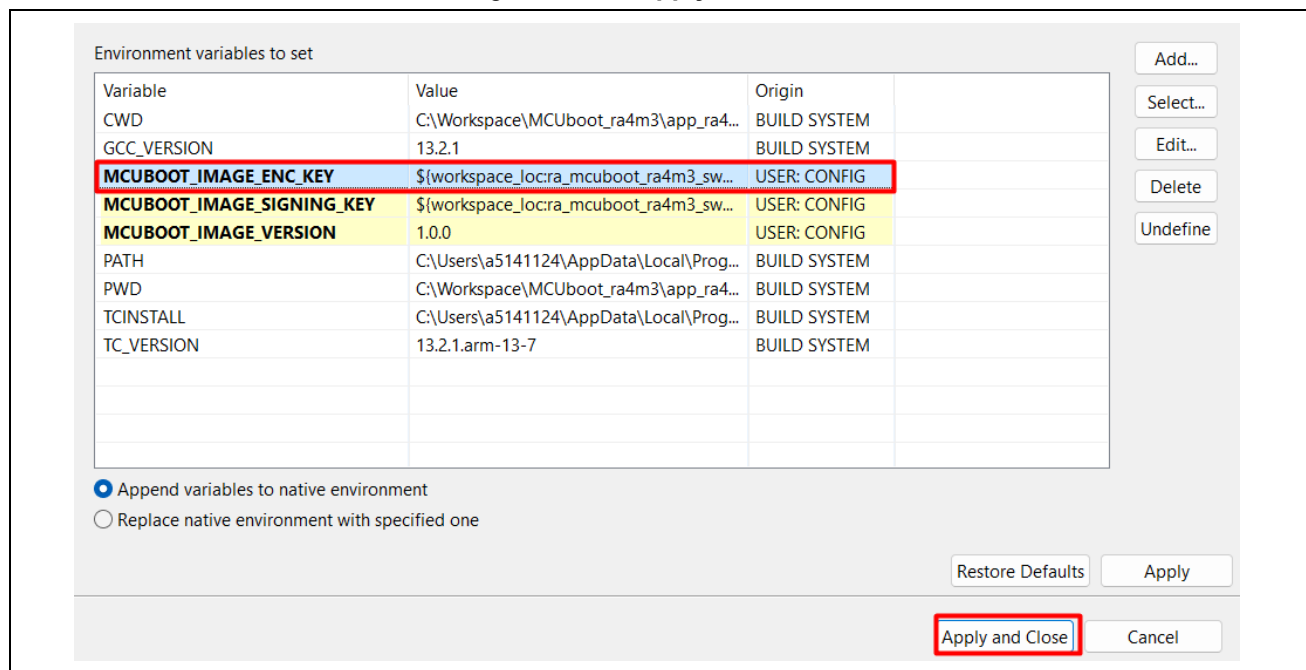 Environment variables to set
Add...
Variable Value Origin
Select...
CWD C:\Workspace\MCUboot_ra4m3\app_ra4... BUILD SYSTEM
GCC_VERSION 13.2.1 BUILD SYSTEM
Edit...
MCUBOOT_IMAGE_ENC_KEY ${workspace_loc:ra_mcuboot_ra4m3_sw... USER: CONFIG
Delete
MCUBOOT_IMAGE_SIGNING_KEY ${workspace_loc:ra_mcuboot_ra4m3_sw... USER: CONFIG
MCUBOOT_IMAGE_VERSION 1.0.0 USER: CONFIG
Undefine
PATH C:\Users\a5141124\AppData\Local\Prog... BUILD SYSTEM
PWD C:\Workspace\MCUboot_ra4m3\app_ra4... BUILD SYSTEM
TCINSTALL C:\Users\a5141124\AppData\Local\Prog... BUILD SYSTEM
TC_VERSION 13.2.1.arm-13-7 BUILD SYSTEM
Append variables to native environment
Replace native environment with specified one
Restore Defaults Apply
Apply and Close Cancel